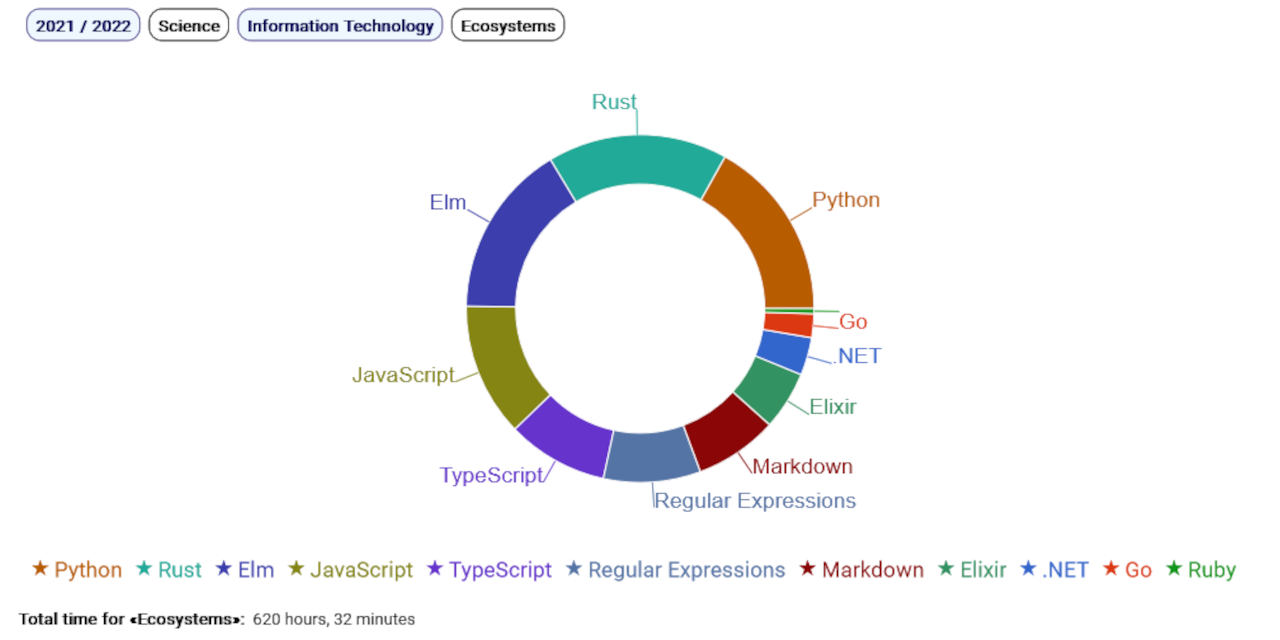 2021 / 2022 Science Information Technology Ecosystems
Rust
Python
Elm
Go
.NET
JavaScript
Elixir
Markdown
TypeScript
Regular Expressions
★ Python ★ Rust ★ Elm ★ JavaScript ★ TypeScript ★ Regular Expressions ★ Markdown ★ Elixir ★ .NET ★ Go ★ Ruby
Total time for «Ecosystems»: 620 hours, 32 minutes